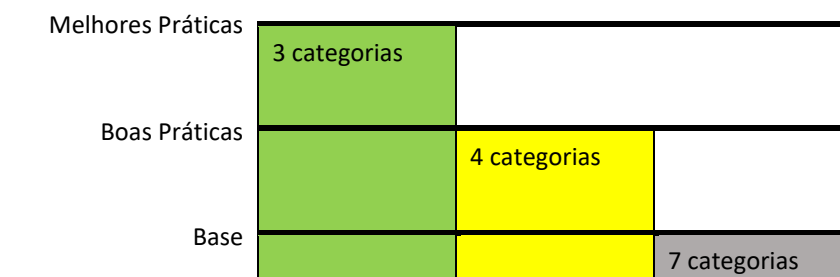 Melhores Práticas
3 categorias
Boas Práticas
4 categorias
Base
7 categorias